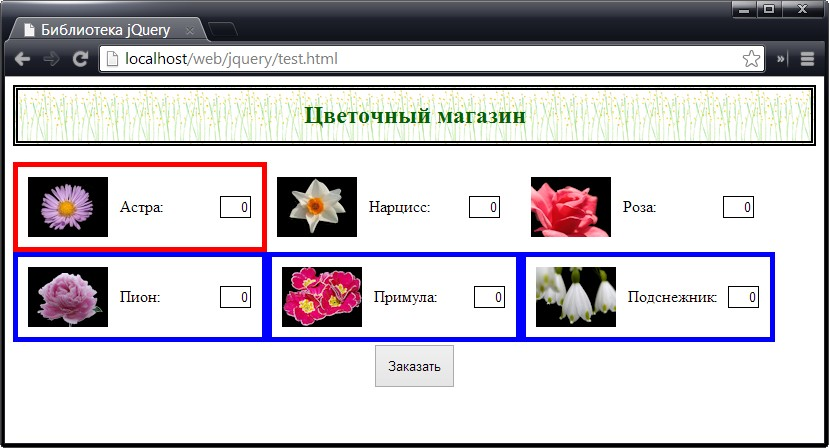 Библиотека jQuery
localhost/web/jquery/test.html
Цветочный магазин
Астра: 0 Нарцисс: 0 Роза: 0
Пион: 0 Примула: 0 Подснежник: 0
Заказать